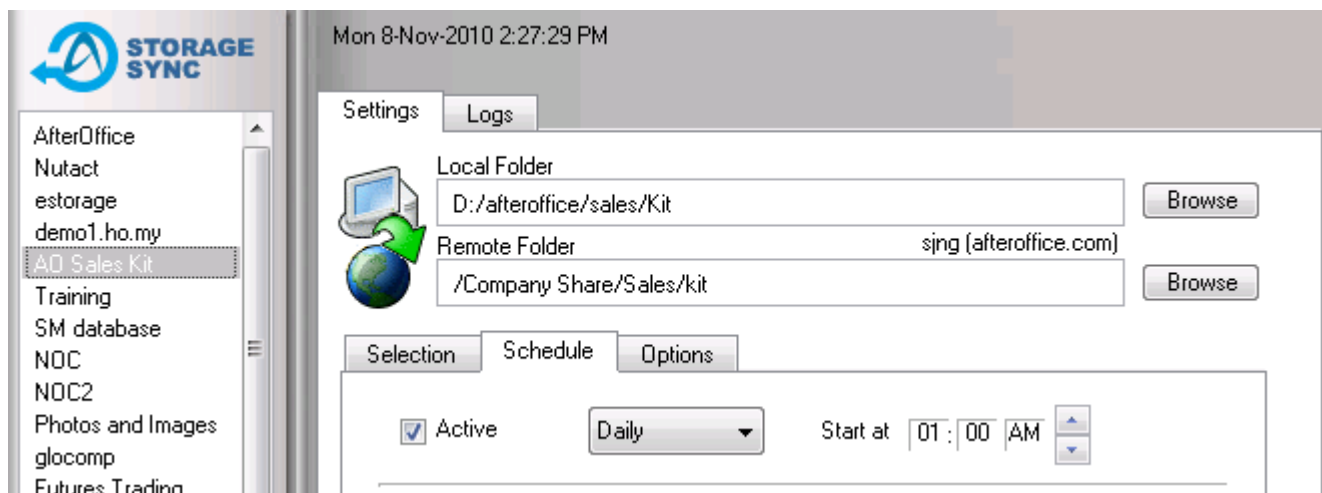 STORAGE
SYNC
AfterOffice
Nutact
estorage
demo1.ho.my
AO Sales Kit
Training
SM database
NOC
NOC2
Photos and Images
glocomp
Futures Trading
Mon 8-Nov-2010 2:27:29 PM
Settings Logs
Local Folder
D:/afteroffice/sales/Kit Browse
Remote Folder sjng (afteroffice.com)
/Company Share/Sales/kit Browse
Selection Schedule Options
Active Daily Start at 01 : 00 AM